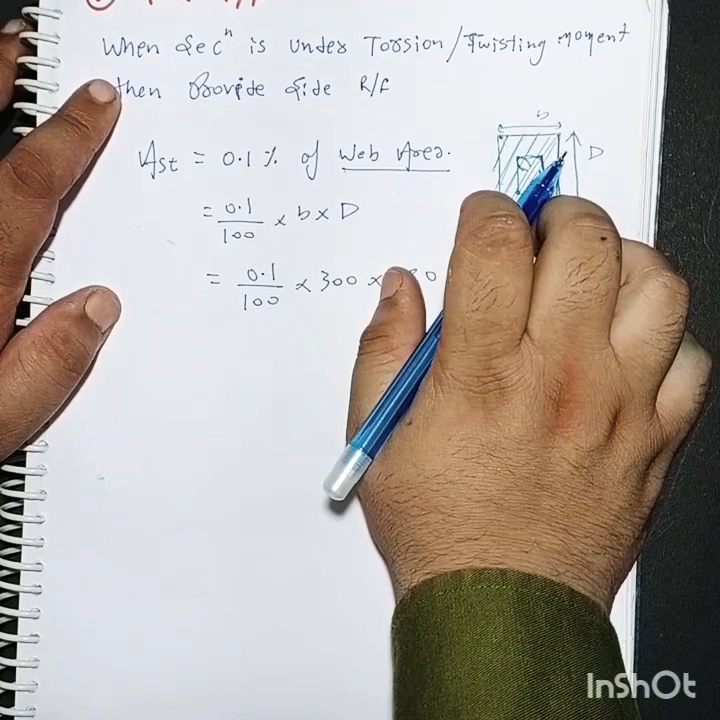 When Secⁿ is under Torsion/Twisting moment
then Provide Side R/f
b
D
Ast = 0.1 % of Web Area.
= 0.1/100 × b × D
= 0.1/100 × 300 ×
InShOt